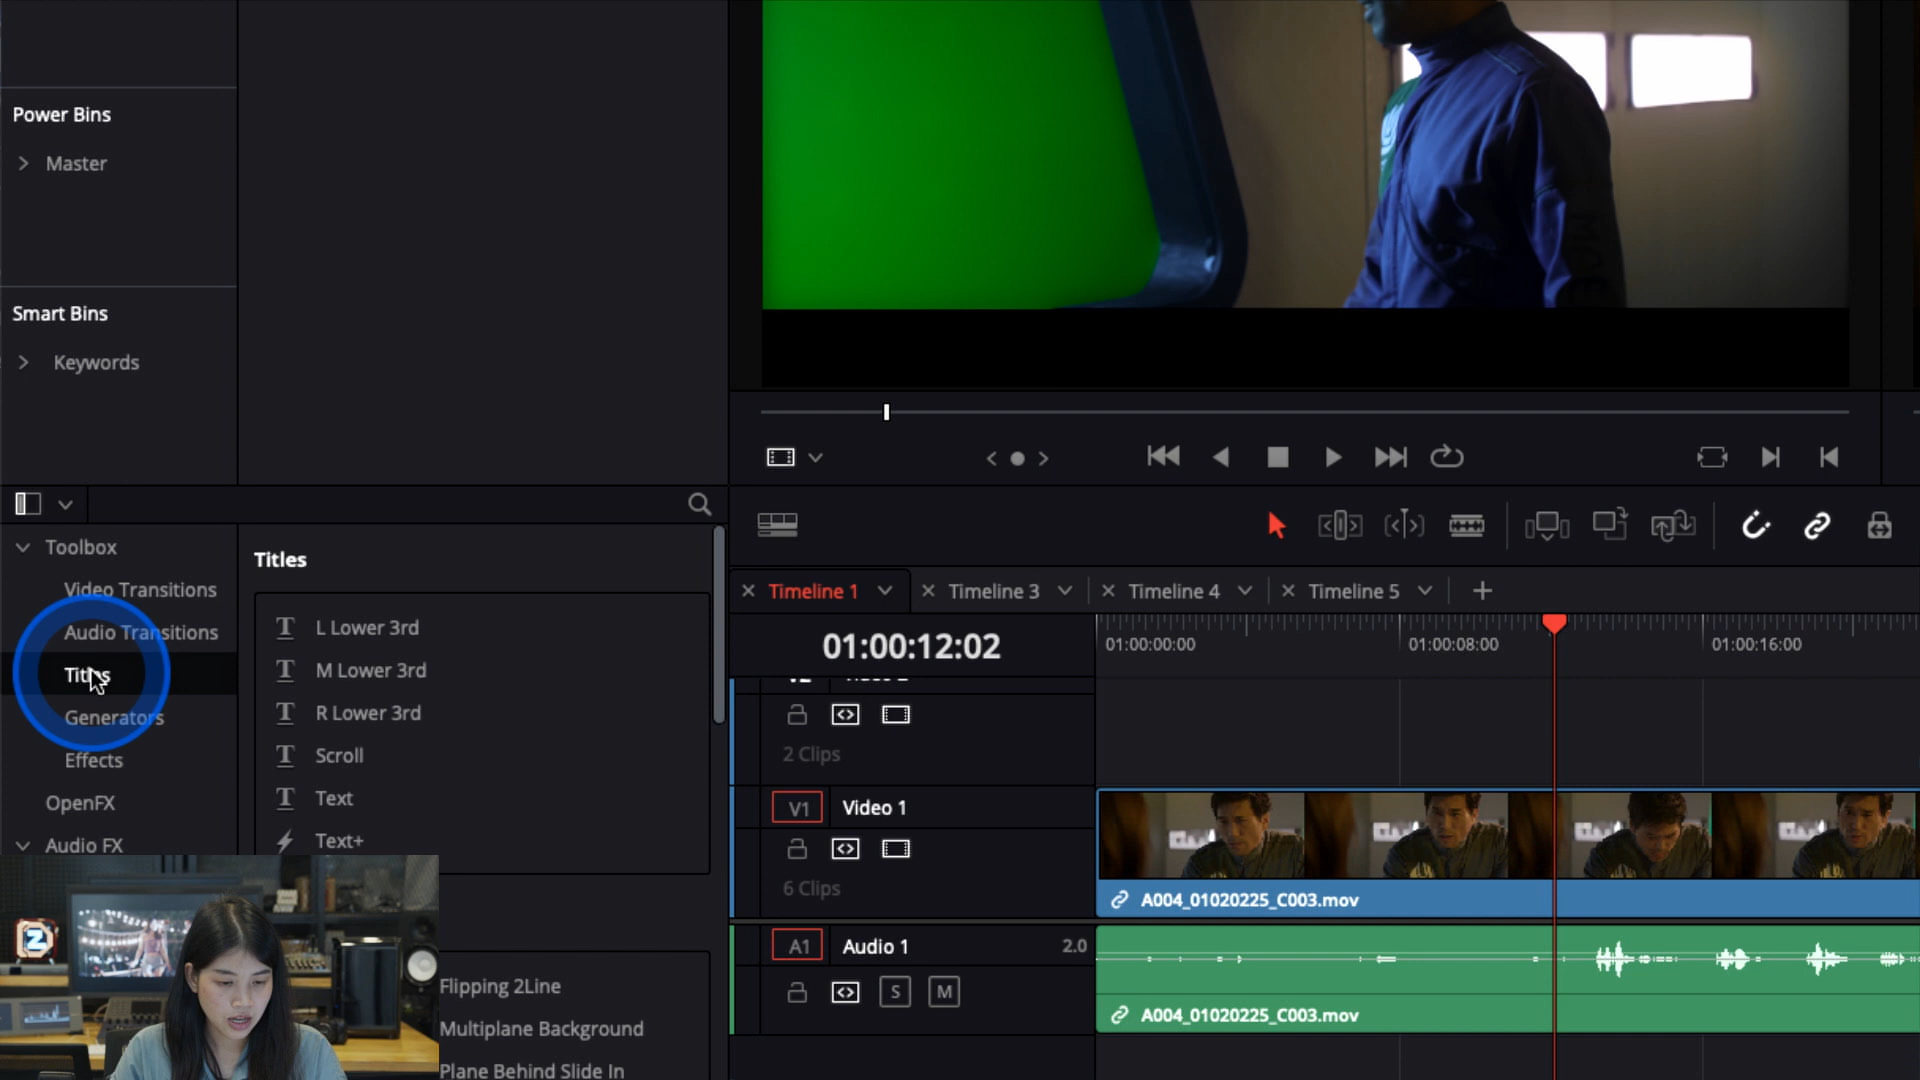 Power Bins
Master
Smart Bins
Keywords
Toolbox
Video Transitions
Audio Transitions
Titles
Generators
Effects
OpenFX
Audio FX
Titles
L Lower 3rd
M Lower 3rd
R Lower 3rd
Scroll
Text
Text+
Flipping 2Line
Multiplane Background
Plane Behind Slide In
Timeline 1
Timeline 3
Timeline 4
Timeline 5
01:00:12:02
01:00:00:00
01:00:08:00
01:00:16:00
2 Clips
V1 Video 1
6 Clips
A004_01020225_C003.mov
A1 Audio 1 2.0
S M
A004_01020225_C003.mov